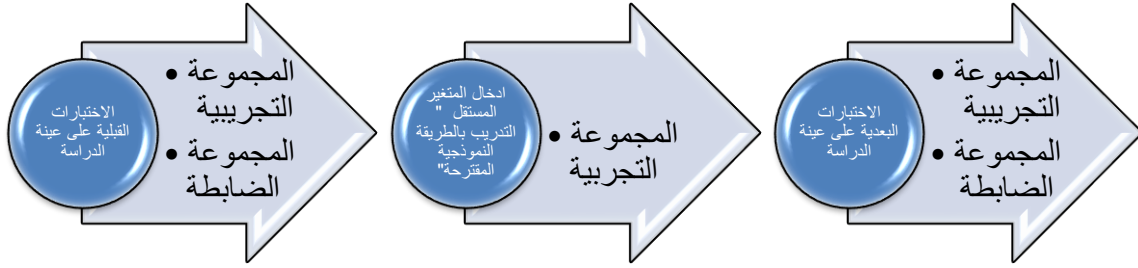 الاختبارات
القبلية على عينة
الدراسة
• المجموعة
التجريبية
• المجموعة
الضابطة
ادخال المتغير
المستقل "
التدريب بالطريقة
النموذجية
المقترحة"
• المجموعة
التجريبية
الاختبارات
البعدية على عينة
الدراسة
• المجموعة
التجريبية
• المجموعة
الضابطة